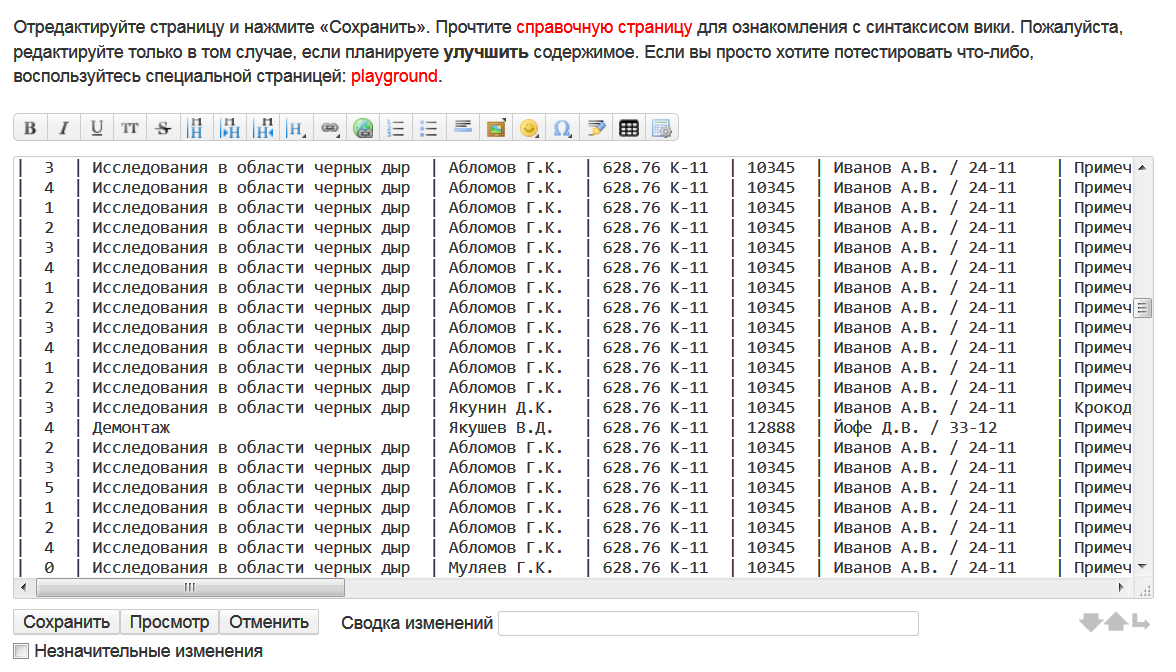 Отредактируйте страницу и нажмите «Сохранить». Прочтите справочную страницу для ознакомления с синтаксисом вики. Пожалуйста,
редактируйте только в том случае, если планируете улучшить содержимое. Если вы просто хотите потестировать что-либо,
воспользуйтесь специальной страницей: playground.
B I U TT S H H H H Ω
| 3 | Исследования в области черных дыр | Абломов Г.К. | 628.76 К-11 | 10345 | Иванов А.В. / 24-11 | Примеч
| 4 | Исследования в области черных дыр | Абломов Г.К. | 628.76 К-11 | 10345 | Иванов А.В. / 24-11 | Примеч
| 1 | Исследования в области черных дыр | Абломов Г.К. | 628.76 К-11 | 10345 | Иванов А.В. / 24-11 | Примеч
| 2 | Исследования в области черных дыр | Абломов Г.К. | 628.76 К-11 | 10345 | Иванов А.В. / 24-11 | Примеч
| 3 | Исследования в области черных дыр | Абломов Г.К. | 628.76 К-11 | 10345 | Иванов А.В. / 24-11 | Примеч
| 4 | Исследования в области черных дыр | Абломов Г.К. | 628.76 К-11 | 10345 | Иванов А.В. / 24-11 | Примеч
| 1 | Исследования в области черных дыр | Абломов Г.К. | 628.76 К-11 | 10345 | Иванов А.В. / 24-11 | Примеч
| 2 | Исследования в области черных дыр | Абломов Г.К. | 628.76 К-11 | 10345 | Иванов А.В. / 24-11 | Примеч
| 3 | Исследования в области черных дыр | Абломов Г.К. | 628.76 К-11 | 10345 | Иванов А.В. / 24-11 | Примеч
| 4 | Исследования в области черных дыр | Абломов Г.К. | 628.76 К-11 | 10345 | Иванов А.В. / 24-11 | Примеч
| 1 | Исследования в области черных дыр | Абломов Г.К. | 628.76 К-11 | 10345 | Иванов А.В. / 24-11 | Примеч
| 2 | Исследования в области черных дыр | Абломов Г.К. | 628.76 К-11 | 10345 | Иванов А.В. / 24-11 | Примеч
| 3 | Исследования в области черных дыр | Якунин Д.К. | 628.76 К-11 | 10345 | Иванов А.В. / 24-11 | Крокод
| 4 | Демонтаж | Якушев В.Д. | 628.76 К-11 | 12888 | Йофе Д.В. / 33-12 | Примеч
| 2 | Исследования в области черных дыр | Абломов Г.К. | 628.76 К-11 | 10345 | Иванов А.В. / 24-11 | Примеч
| 3 | Исследования в области черных дыр | Абломов Г.К. | 628.76 К-11 | 10345 | Иванов А.В. / 24-11 | Примеч
| 5 | Исследования в области черных дыр | Абломов Г.К. | 628.76 К-11 | 10345 | Иванов А.В. / 24-11 | Примеч
| 1 | Исследования в области черных дыр | Абломов Г.К. | 628.76 К-11 | 10345 | Иванов А.В. / 24-11 | Примеч
| 2 | Исследования в области черных дыр | Абломов Г.К. | 628.76 К-11 | 10345 | Иванов А.В. / 24-11 | Примеч
| 4 | Исследования в области черных дыр | Абломов Г.К. | 628.76 К-11 | 10345 | Иванов А.В. / 24-11 | Примеч
| 0 | Исследования в области черных дыр | Муляев Г.К. | 628.76 К-11 | 10345 | Иванов А.В. / 24-11 | Примеч
Сохранить Просмотр Отменить Сводка изменений
Незначительные изменения